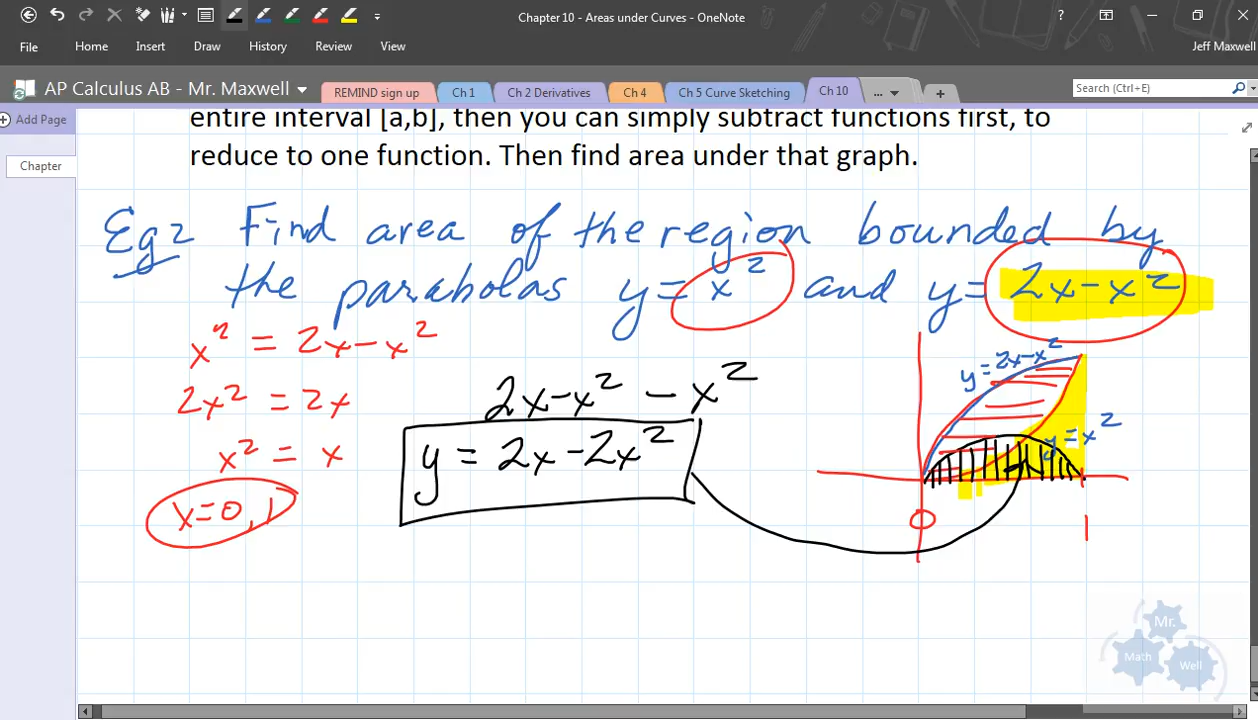 Chapter 10 - Areas under Curves - OneNote
?
File
Home
Insert
Draw
History
Review
View
Jeff Maxwell
AP Calculus AB - Mr. Maxwell
REMIND sign up
Ch 1
Ch 2 Derivatives
Ch 4
Ch 5 Curve Sketching
Ch 10
...
Search (Ctrl+E)
Add Page
Chapter
entire interval [a,b], then you can simply subtract functions first, to
reduce to one function. Then find area under that graph.
Eg 2 Find area of the region bounded by
the parabolas y = x² and y = 2x-x²
x² = 2x-x²
2x² = 2x
x² = x
x=0,1
2x-x² - x²
y = 2x-2x²
y=2x-x²
y=x²
0
1
Mr.
Math
Well